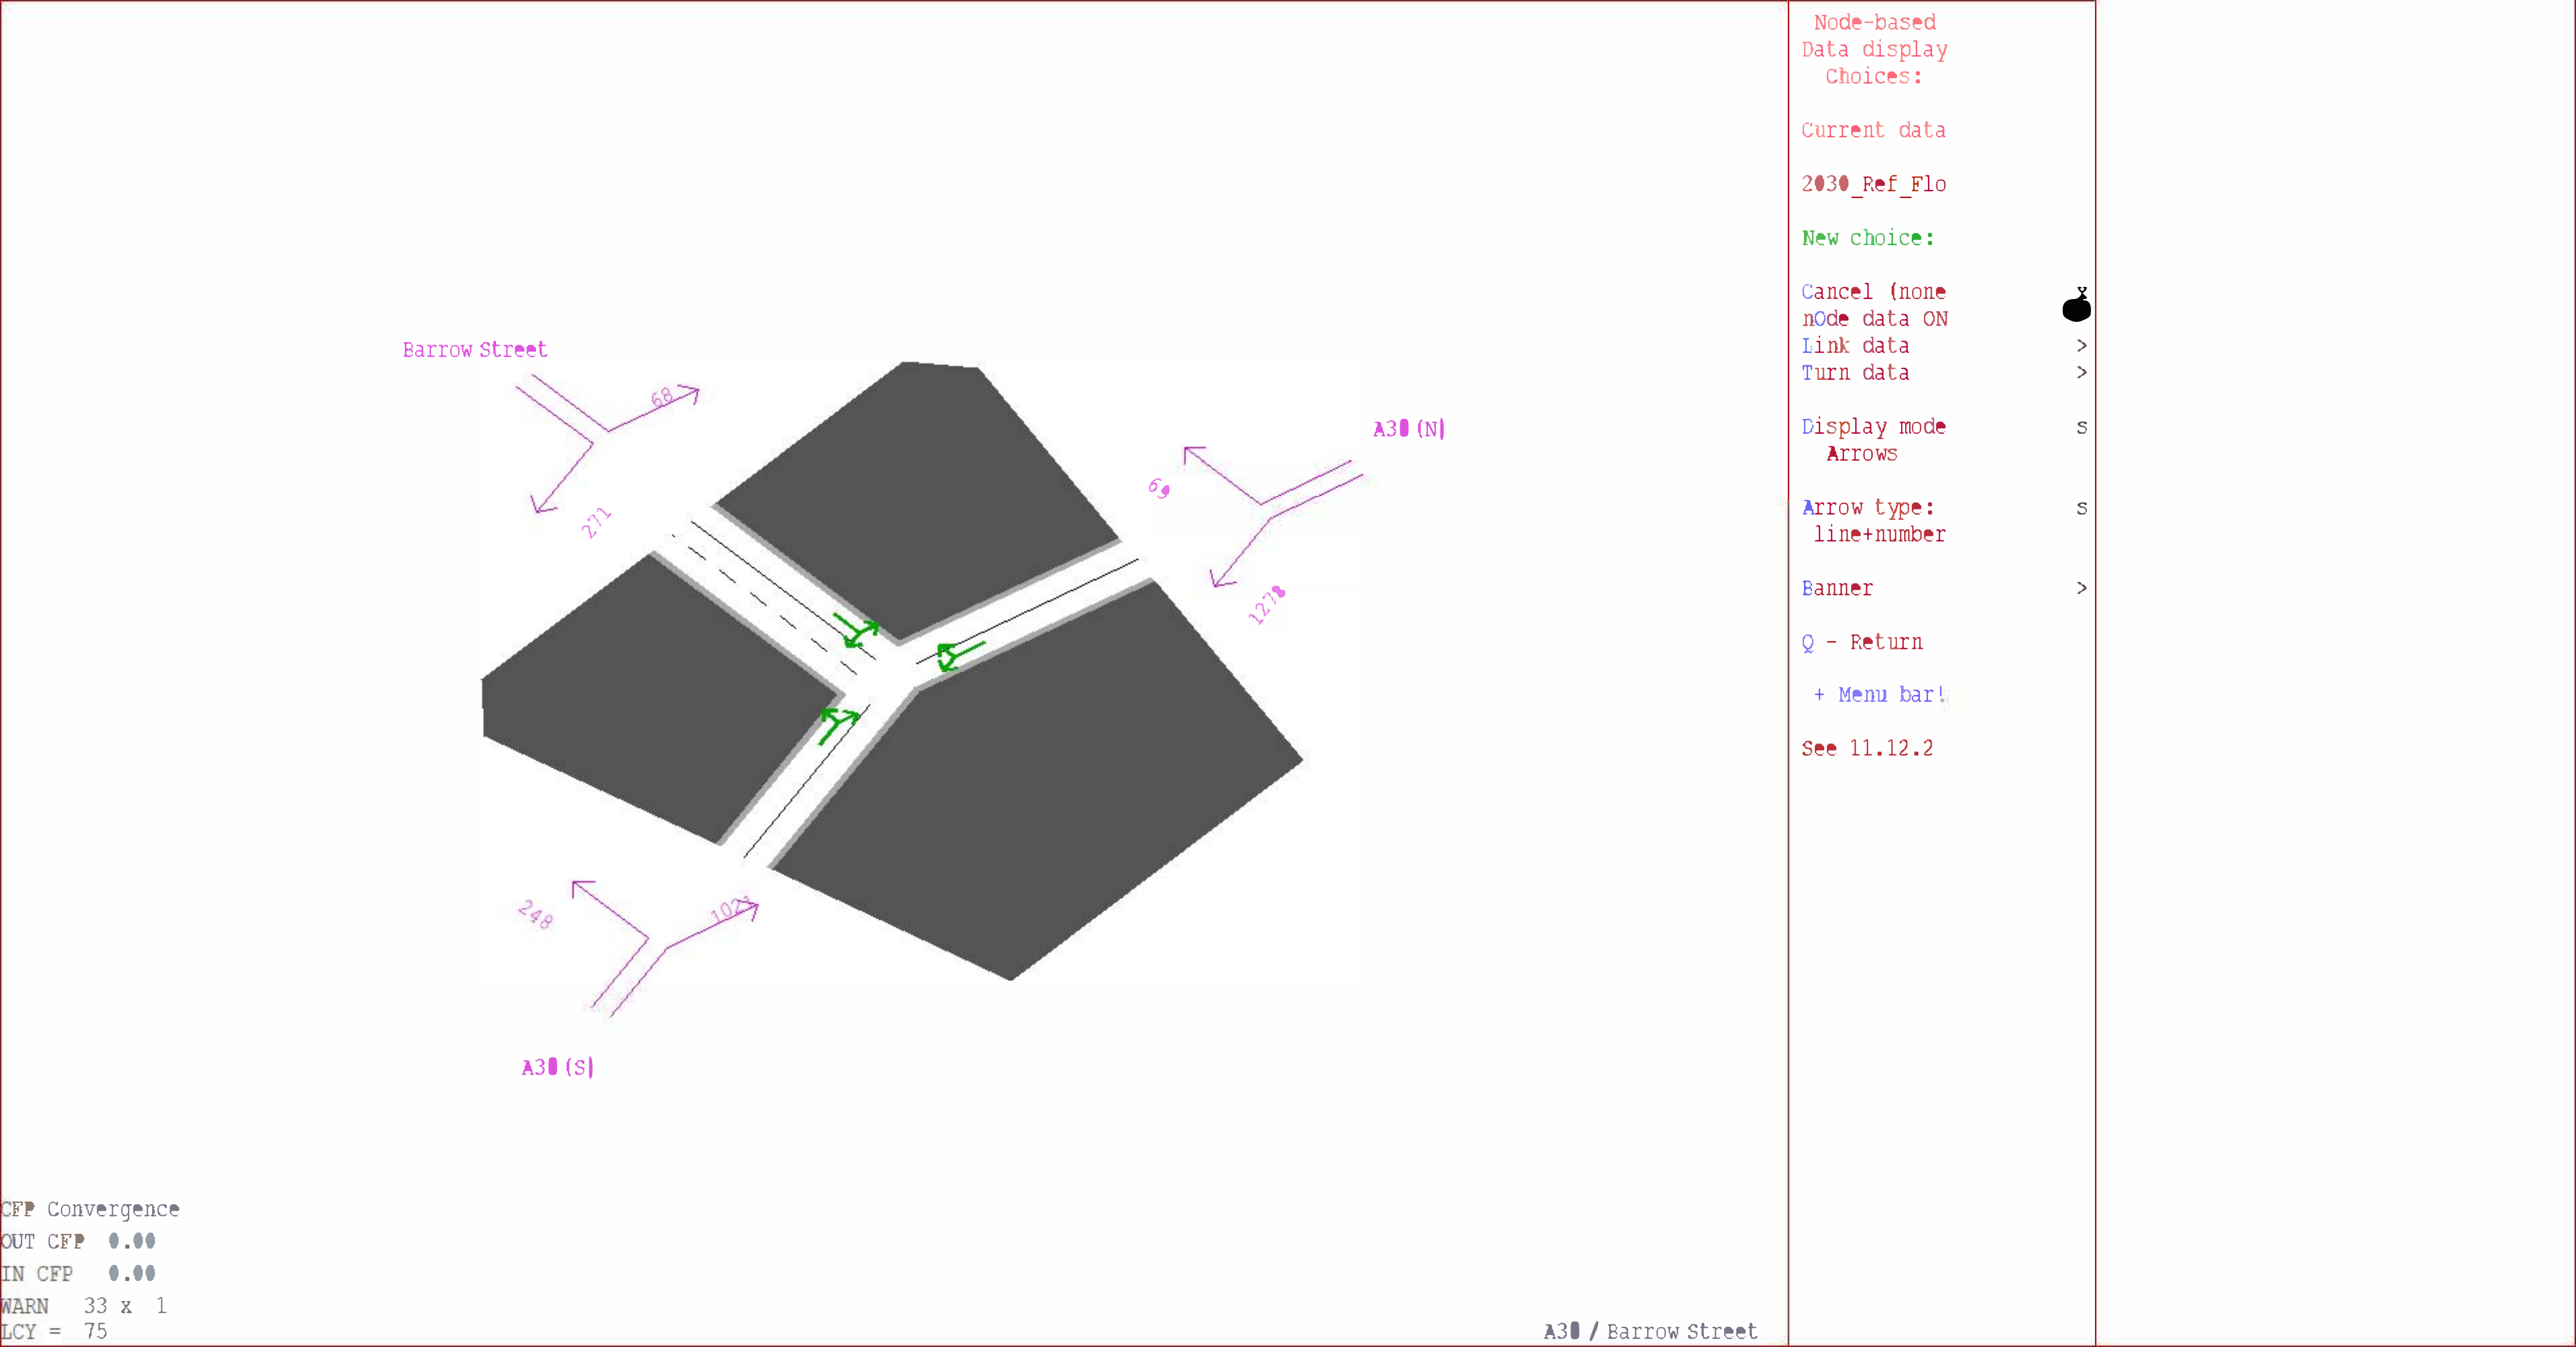 Node-based
Data display
Choices:
Current data
2030_Ref_Flo
New choice:
Cancel (none x
nOde data ON
Link data >
Turn data >
Display mode s
Arrows
Arrow type: s
line+number
Banner >
Q - Return
+ Menu bar!
See 11.12.2
Barrow Street
68
271
A30 (N)
69
1278
248
1021
A30 (S)
CFP Convergence
OUT CFP 0.00
IN CFP 0.00
WARN 33 x 1
LCY = 75
A30 / Barrow Street